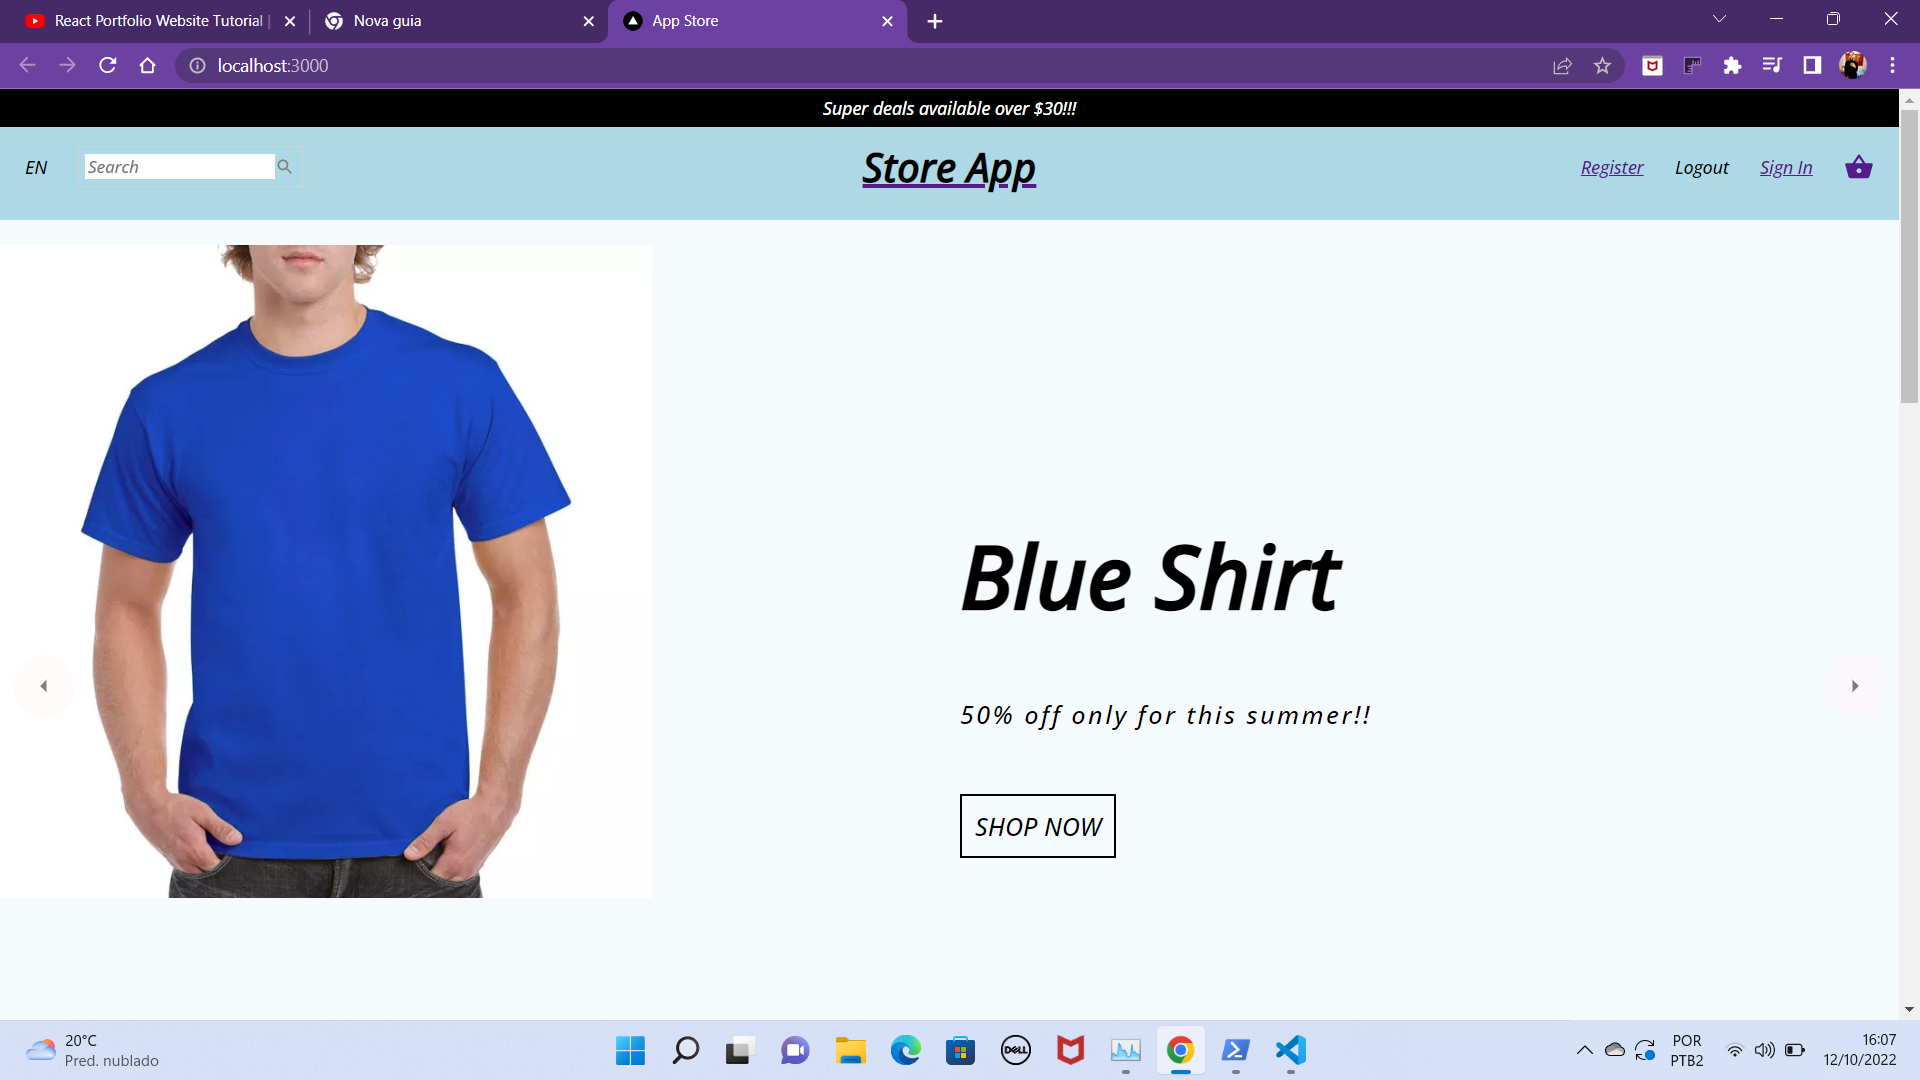 React Portfolio Website Tutorial |
Nova guia
App Store
localhost:3000
Super deals available over $30!!!
EN
Search
Store App
Register
Logout
Sign In
Blue Shirt
50% off only for this summer!!
SHOP NOW
20°C
Pred. nublado
DELL
POR
PTB2
16:07
12/10/2022